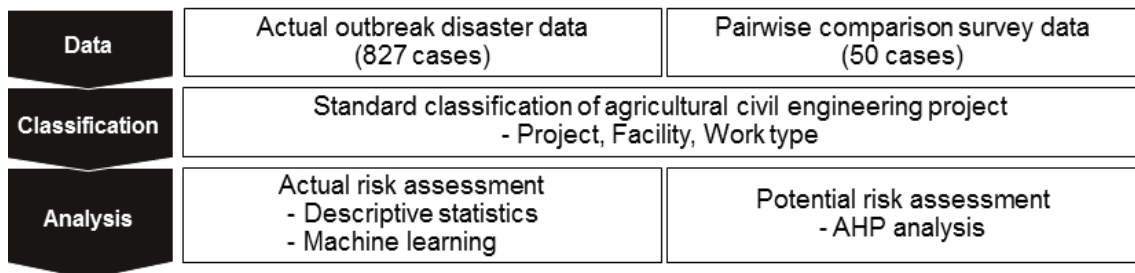 Data
Actual outbreak disaster data
(827 cases)
Pairwise comparison survey data
(50 cases)
Classification
Standard classification of agricultural civil engineering project
- Project, Facility, Work type
Analysis
Actual risk assessment
- Descriptive statistics
- Machine learning
Potential risk assessment
- AHP analysis